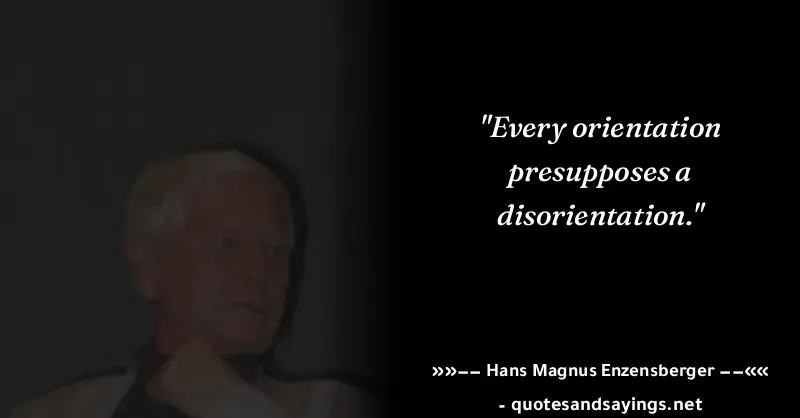 "Every orientation
presupposes a
disorientation."
»»−− Hans Magnus Enzensberger −−««
- quotesandsayings.net